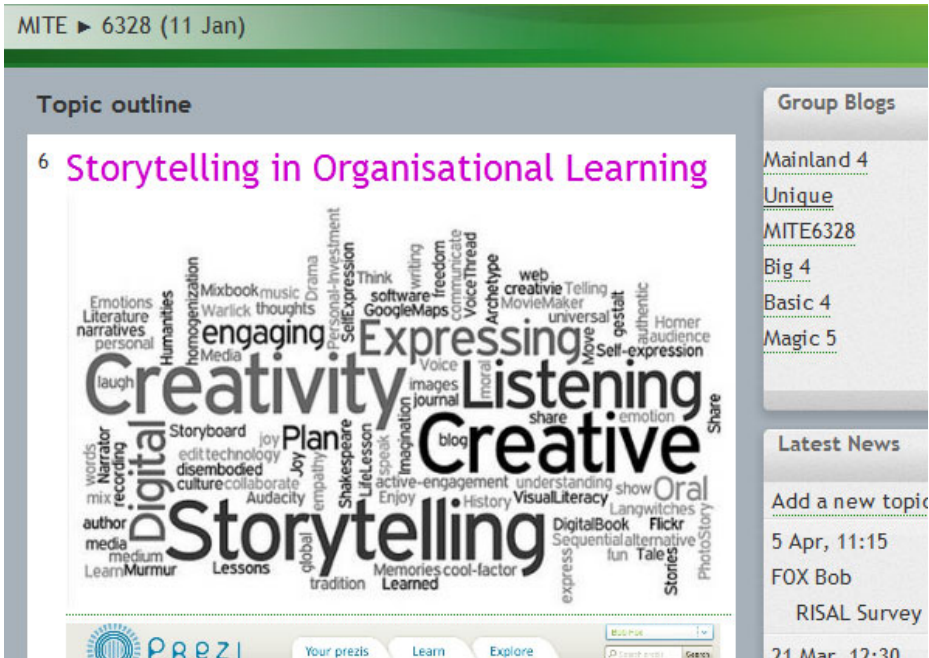 MITE ► 6328 (11 Jan)
Topic outline
6
Storytelling in Organisational Learning
Emotions
Literature
narratives
personal
Humanities
homogenization
Mixbook
music
Warlick
thoughts
engaging
Media
Drama
Personal-Investment
SelfExpression
Think
writing
software
GoogleMaps
freedom
communicate
VoiceThread
Archetype
web
creativie
Telling
MovieMaker
universal
Move
gestalt
authentic
Homer
audience
Self-expression
Expressing
Creativity
laugh
Voice
images
journal
moral
Listening
share
emotion
Share
words
Narrator
recording
mix
Digital
Storyboard
joy
Plan
edit
technology
disembodied
culture
collaborate
Joy
Audacity
empathy
Shakespeare
LifeLesson
speak
Imagination
blog
Creative
active-engagement
understanding
show
Oral
Enjoy
History
VisualLiteracy
Langwitches
author
media
medium
Learn
Murmur
Storytelling
Lessons
global
tradition
Memories
Learned
cool-factor
express
DigitalBook
Flickr
Sequential
alternative
fun
Tale
Stories
PhotoStory
PREZI
Your prezis
Learn
Explore
Search
Group Blogs
Mainland 4
Unique
MITE6328
Big 4
Basic 4
Magic 5
Latest News
Add a new topic
5 Apr, 11:15
FOX Bob
RISAL Survey
21 Mar, 12:30